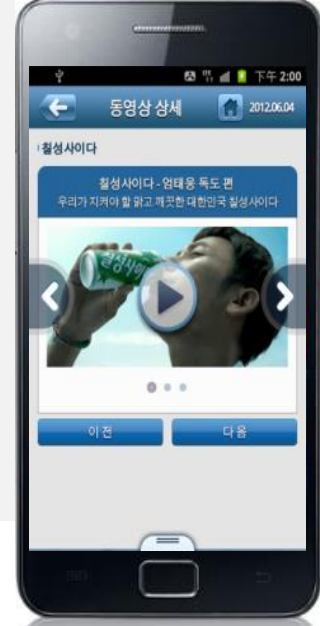 下午 2:00
동영상 상세
2012.06.04
칠성사이다
칠성사이다 - 엄태웅 독도 편
우리가 지켜야 할 맑고 깨끗한 대한민국 칠성사이다
칠성사이
이전
다음